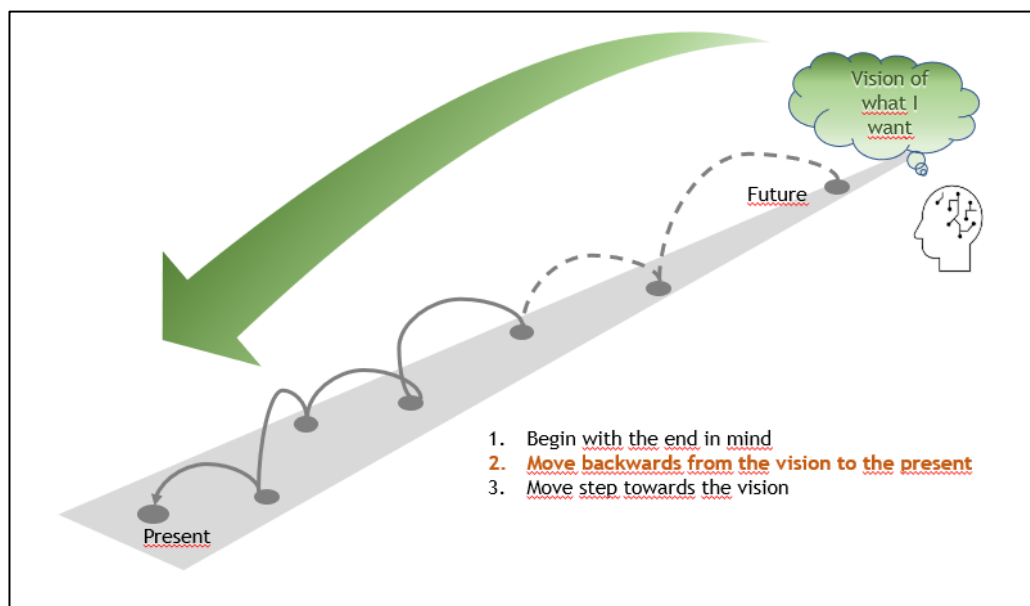 Vision of
what I
want
Future
1. Begin with the end in mind
2. Move backwards from the vision to the present
3. Move step towards the vision
Present